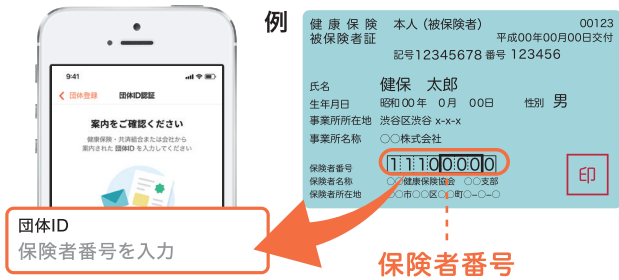 例
9:41
団体登録
団体ID認証
案内をご確認ください
健康保険・共済組合または会社から
案内された 団体ID を入力してください
団体ID
保険者番号を入力
健康保険 本人(被保険者) 00123
被保険者証 平成00年00月00日交付
記号12345678 番号 123456
氏名 健保 太郎
生年月日 昭和00年 0月 00日 性別 男
事業所所在地 渋谷区渋谷 x-x-x
事業所名称 ○○株式会社
保険者番号 11100000
保険者名称 ○○健康保険協会 ○○支部
保険者所在地 ○○市○○区○○町○−○−○
印
保険者番号